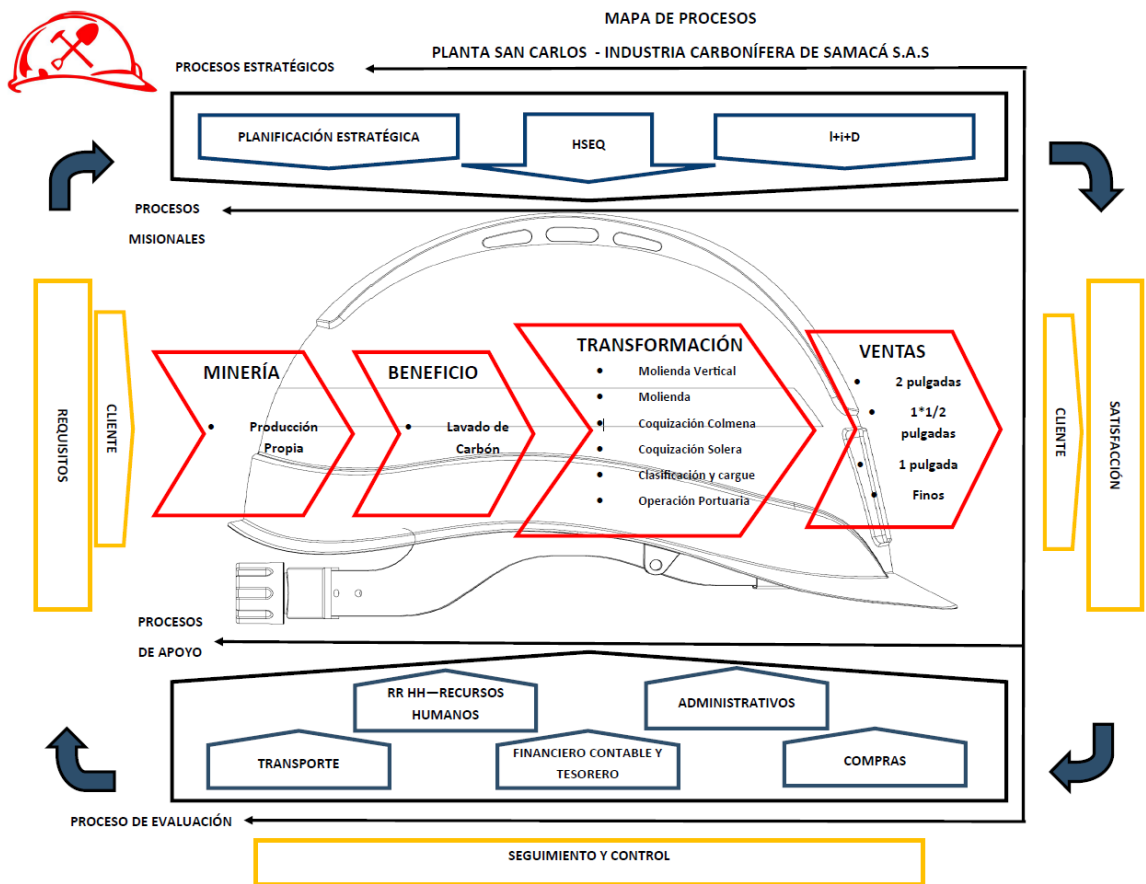 MAPA DE PROCESOS
PLANTA SAN CARLOS - INDUSTRIA CARBONÍFERA DE SAMACÁ S.A.S
PROCESOS ESTRATÉGICOS
PLANIFICACIÓN ESTRATÉGICA
HSEQ
I+i+D
PROCESOS
MISIONALES
REQUISITOS
CLIENTE
MINERÍA
• Producción
Propia
BENEFICIO
• Lavado de
Carbón
TRANSFORMACIÓN
• Molienda Vertical
• Molienda
• Coquización Colmena
• Coquización Solera
• Clasificación y cargue
• Operación Portuaria
VENTAS
• 2 pulgadas
• 1*1/2
pulgadas
• 1 pulgada
• Finos
CLIENTE
SATISFACCIÓN
PROCESOS
DE APOYO
RR HH—RECURSOS
HUMANOS
ADMINISTRATIVOS
TRANSPORTE
FINANCIERO CONTABLE Y
TESORERO
COMPRAS
PROCESO DE EVALUACIÓN
SEGUIMIENTO Y CONTROL